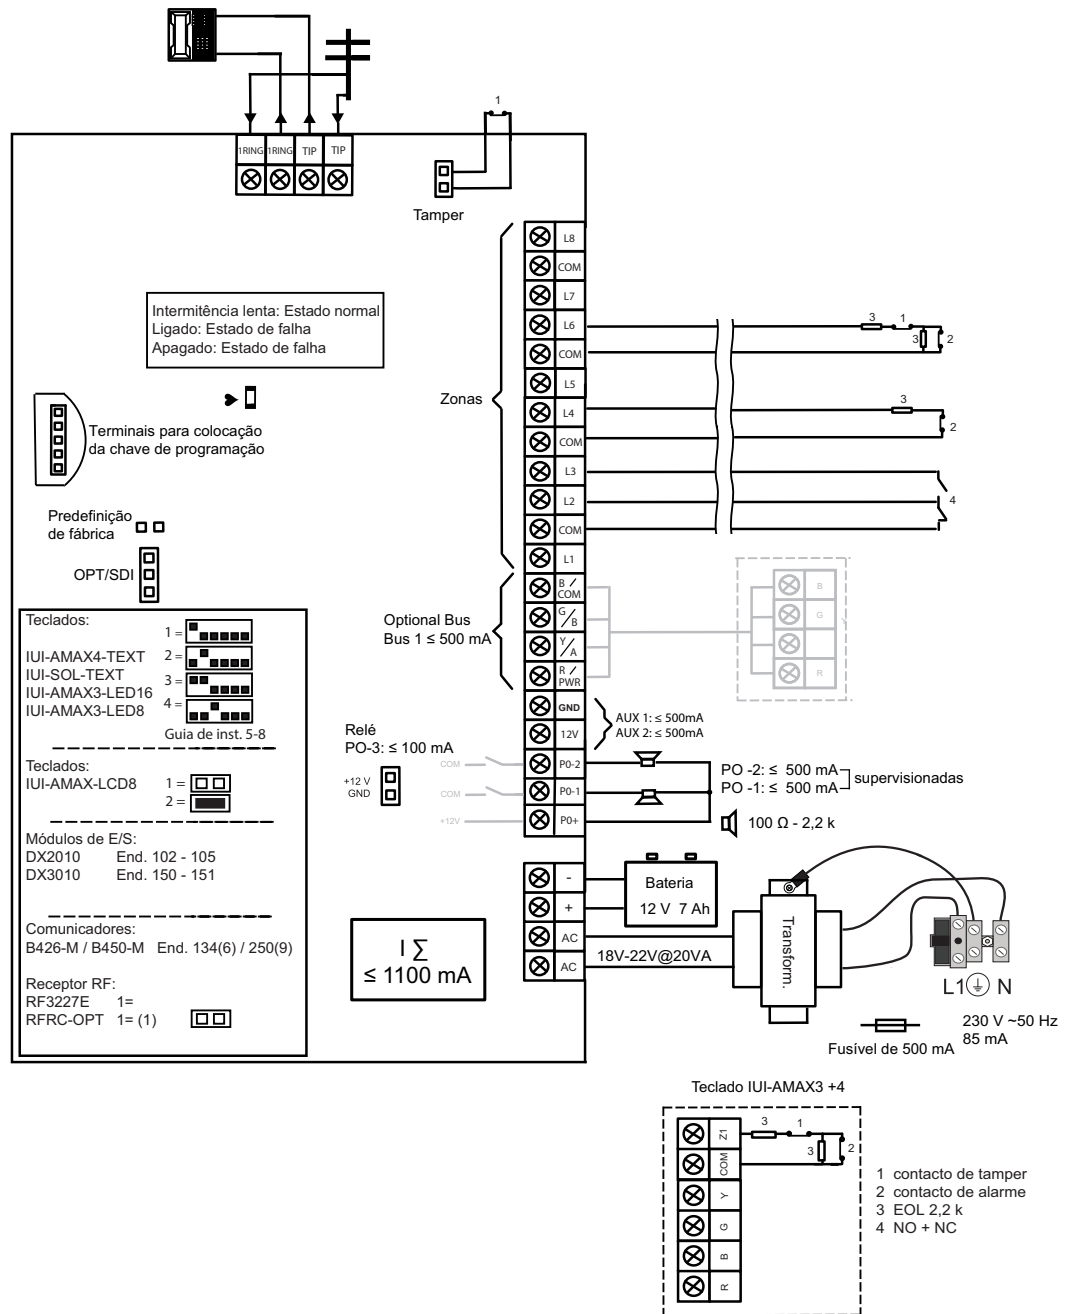 1
1RING
1RING
TIP
TIP
Tamper
Intermitência lenta: Estado normal
Ligado: Estado de falha
Apagado: Estado de falha
Terminais para colocação
da chave de programação
Predefinição
de fábrica
OPT/SDI
Zonas
L8
COM
L7
L6
COM
L5
L4
COM
L3
L2
COM
L1
3
1
3
2
3
2
4
Optional Bus
Bus 1 ≤ 500 mA
B / COM
G/B
Y/A
R / PWR
B
G
R
GND
12V
AUX 1: ≤ 500mA
AUX 2: ≤ 500mA
Relé
PO-3: ≤ 100 mA
+12 V
GND
COM
COM
+12V
P0-2
P0-1
P0+
PO -2: ≤ 500 mA
PO -1: ≤ 500 mA
supervisionadas
100 Ω - 2,2 k
Teclados:
1 =
IUI-AMAX4-TEXT 2 =
IUI-SOL-TEXT
IUI-AMAX3-LED16 3 =
IUI-AMAX3-LED8 4 =
Guia de inst. 5-8
Teclados:
IUI-AMAX-LCD8 1 =
2 =
Módulos de E/S:
DX2010 End. 102 - 105
DX3010 End. 150 - 151
Comunicadores:
B426-M / B450-M End. 134(6) / 250(9)
Receptor RF:
RF3227E 1=
RFRC-OPT 1= (1)
I Σ
≤ 1100 mA
-
+
AC
AC
Bateria
12 V 7 Ah
18V-22V@20VA
Transform.
L1 N
230 V ~50 Hz
85 mA
Fusível de 500 mA
Teclado IUI-AMAX3 +4
Z1
COM
Y
G
B
R
3
1
3
2
1 contacto de tamper
2 contacto de alarme
3 EOL 2,2 k
4 NO + NC